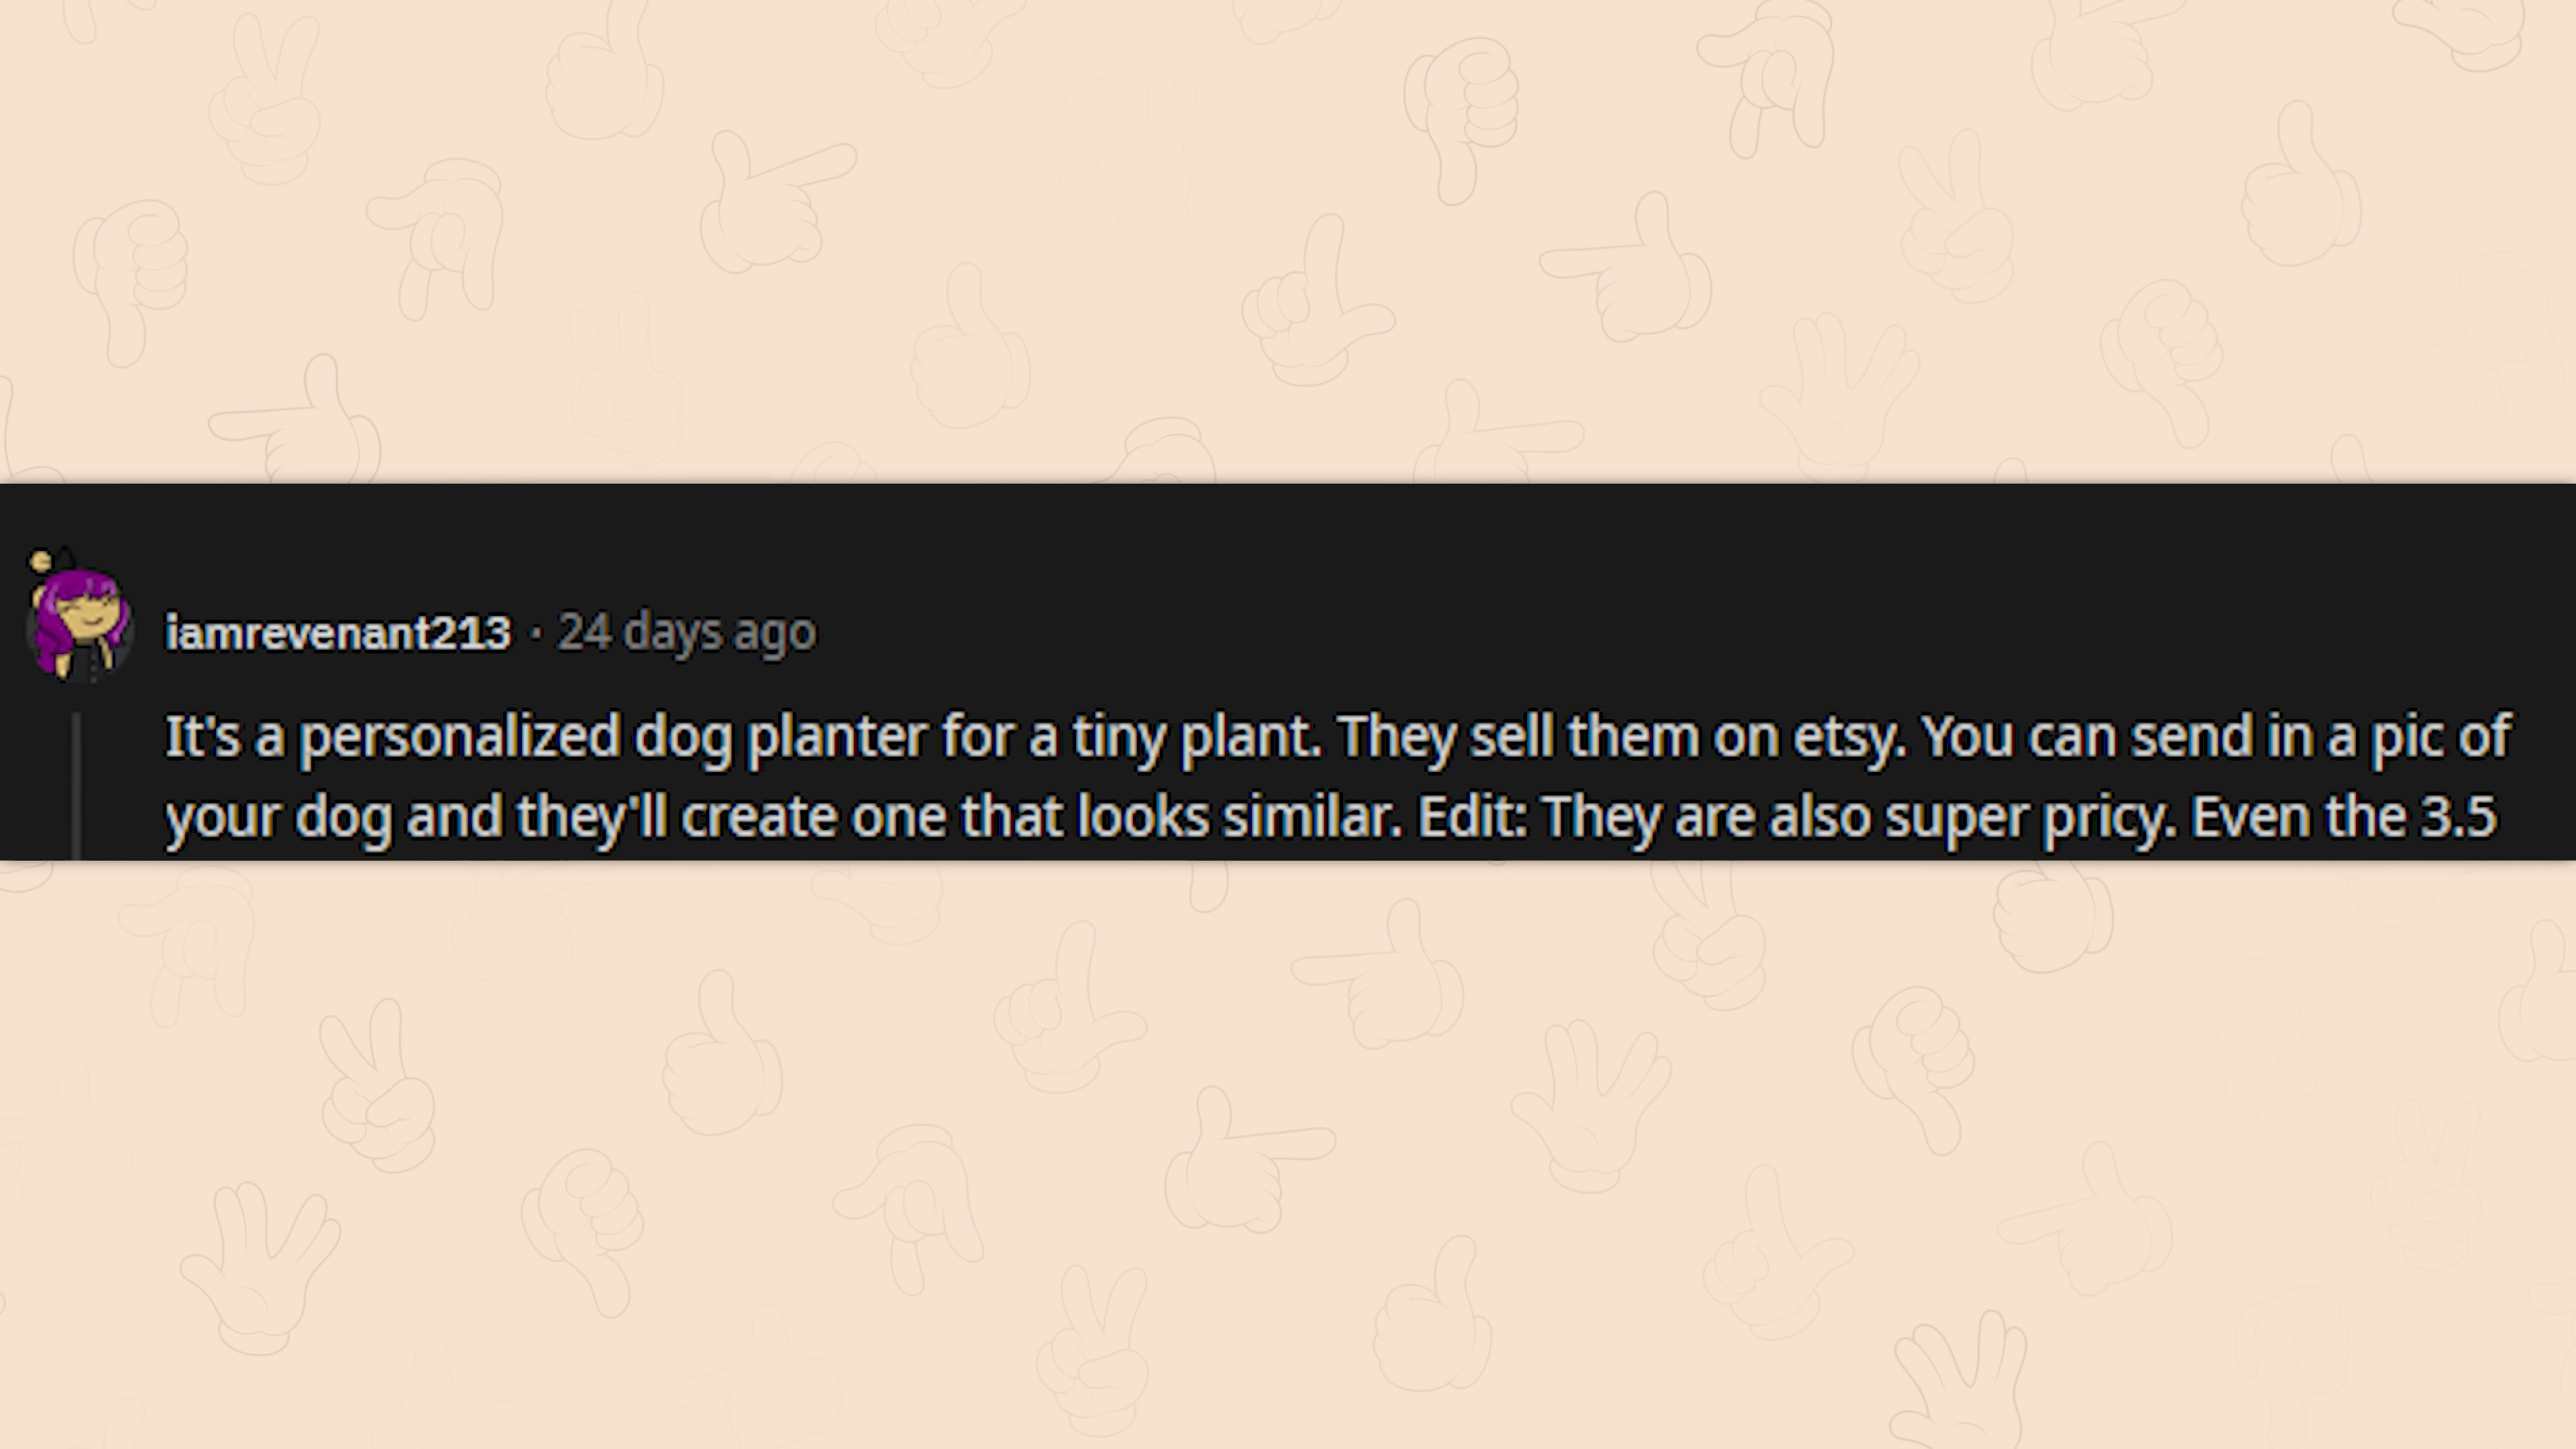 iamrevenant213 · 24 days ago
It's a personalized dog planter for a tiny plant. They sell them on etsy. You can send in a pic of
your dog and they'll create one that looks similar. Edit: They are also super pricy. Even the 3.5